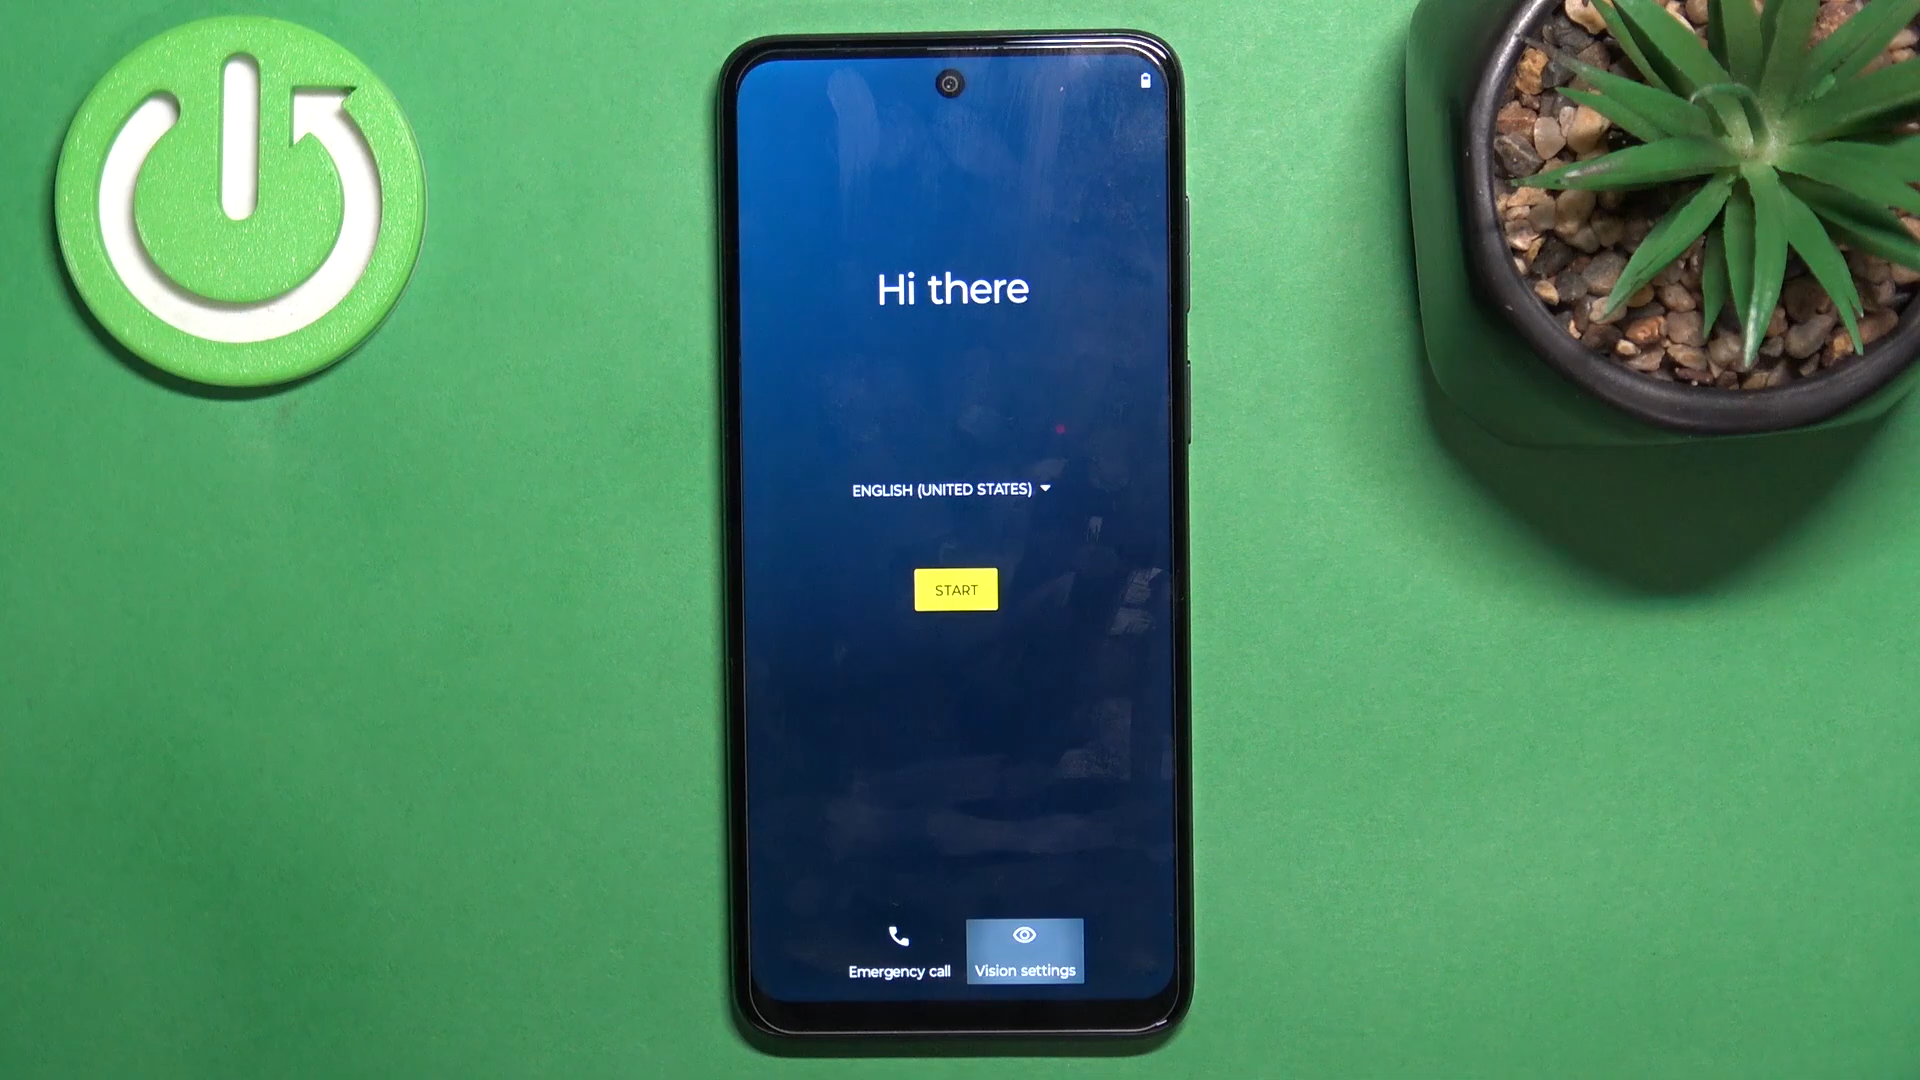 Hi there
ENGLISH (UNITED STATES)
START
Emergency call
Vision settings